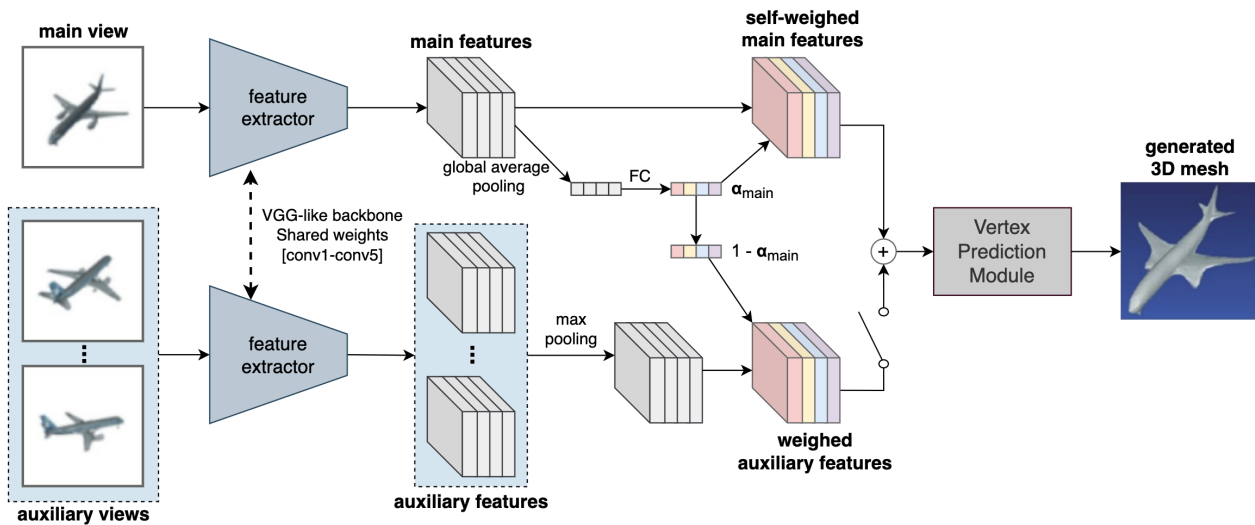 main view
feature
extractor
main features
self-weighed
main features
global average
pooling
FC
αmain
1 - αmain
VGG-like backbone
Shared weights
[conv1-conv5]
feature
extractor
max
pooling
+
Vertex
Prediction
Module
generated
3D mesh
weighed
auxiliary features
auxiliary features
auxiliary views